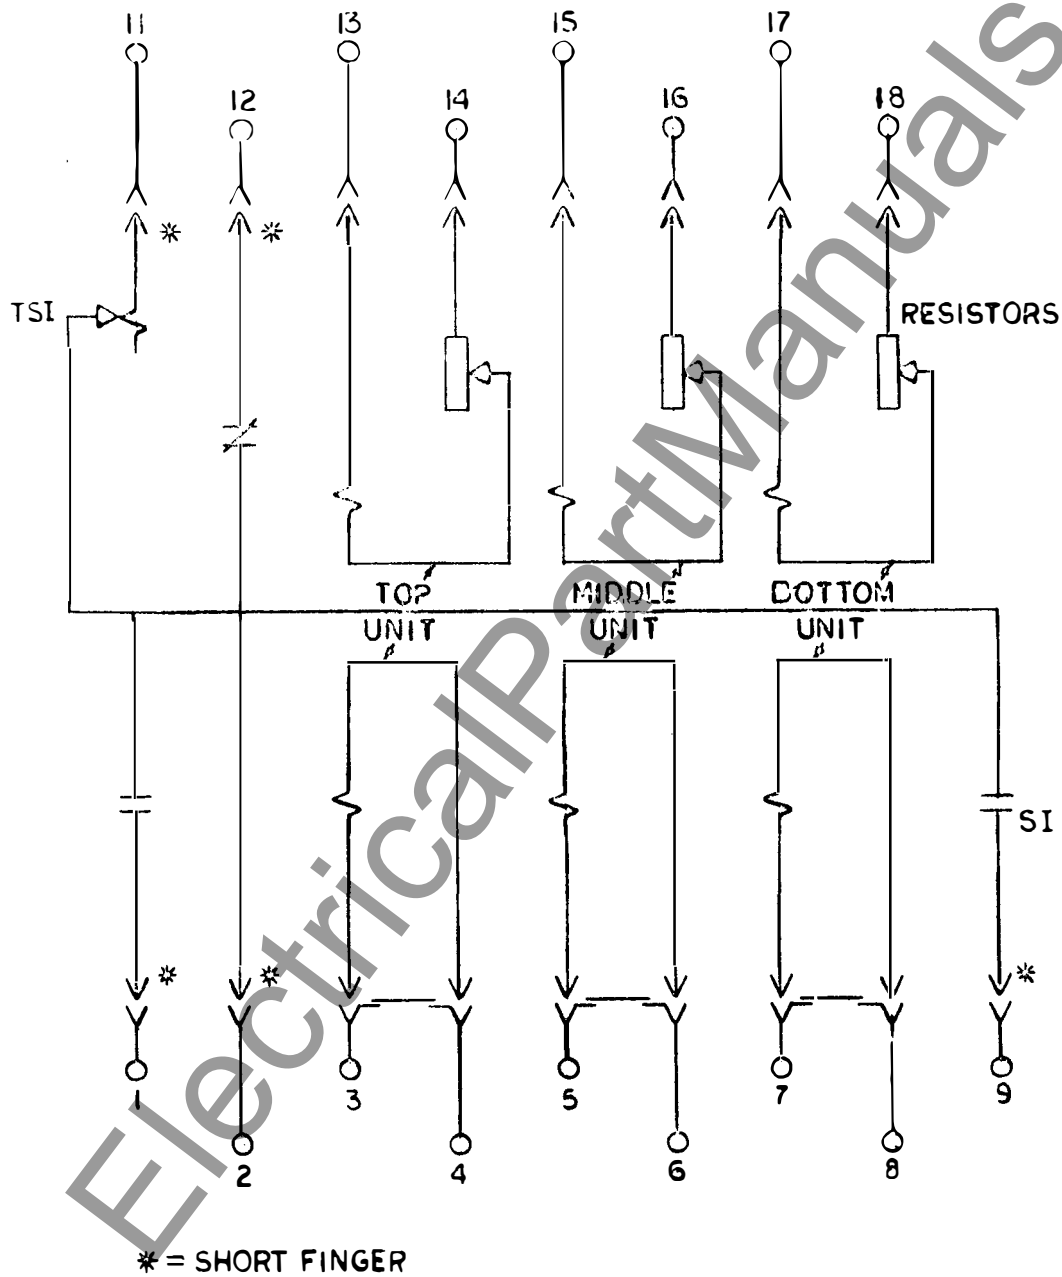 11 13 15 17
12 14 16 18
TSI
RESISTORS
TOP UNIT
MIDDLE UNIT
BOTTOM UNIT
SI
1 3 5 7 9
2 4 6 8
* = SHORT FINGER
ElectricalPartManuals